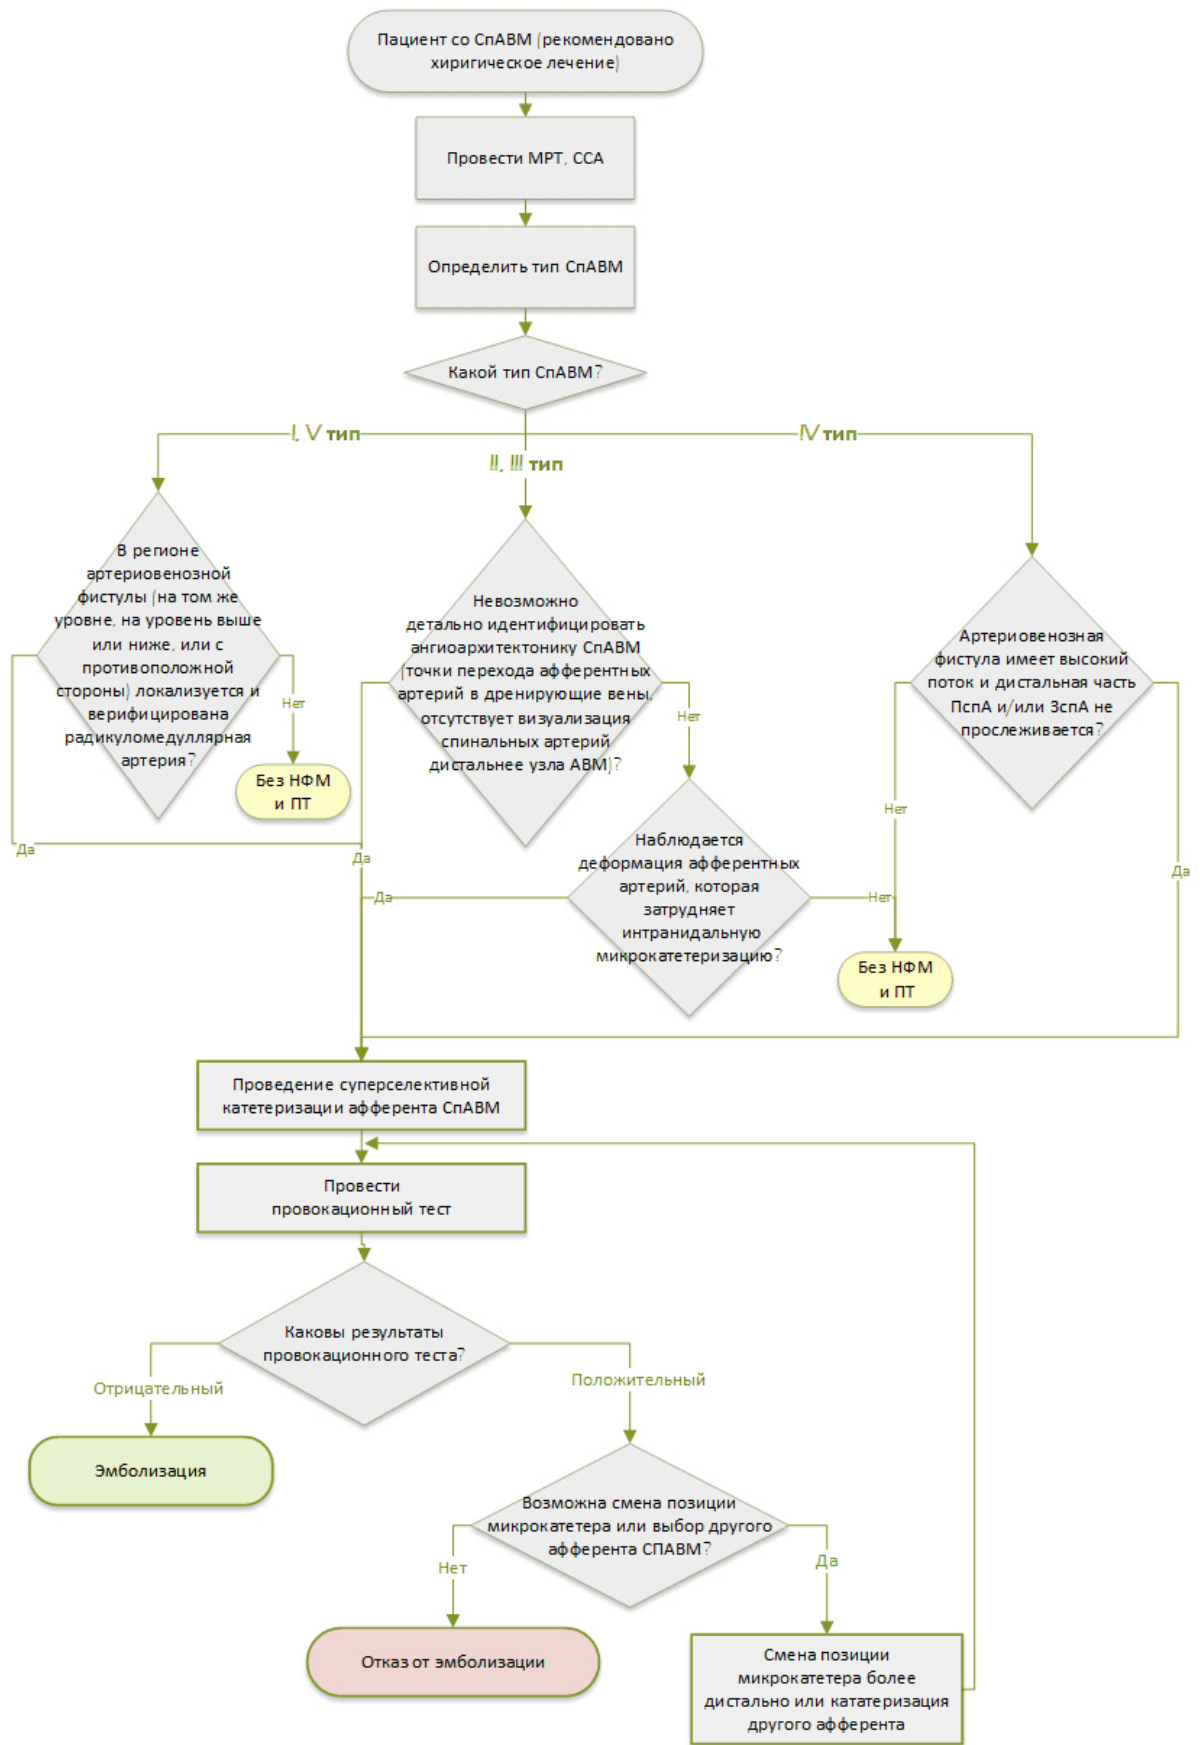 Пациент со СпАВМ (рекомендовано
хиригическое лечение)
Провести МРТ, ССА
Определить тип СпАВМ
Какой тип СпАВМ?
I, V тип
II, III тип
IV тип
В регионе
артериовенозной
фистулы (на том же
уровне, на уровень выше
или ниже, или с
противоположной
стороны) локализуется и
верифицирована
радикуломедуллярная
артерия?
Нет
Без НФМ
и ПТ
Да
Невозможно
детально идентифицировать
ангиоархитектонику СпАВМ
(точки перехода афферентных
артерий в дренирующие вены,
отсутствует визуализация
спинальных артерий
дистальнее узла АВМ)?
Нет
Да
Наблюдается
деформация афферентных
артерий, которая
затрудняет
интранидальную
микрокатетеризацию?
Да
Нет
Артериовенозная
фистула имеет высокий
поток и дистальная часть
ПспА и/или ЗспА не
прослеживается?
Нет
Да
Без НФМ
и ПТ
Проведение суперселективной
катетеризации афферента СпАВМ
Провести
провокационный тест
Каковы результаты
провокационного теста?
Отрицательный
Положительный
Эмболизация
Возможна смена позиции
микрокатетера или выбор другого
афферента СПАВМ?
Нет
Да
Отказ от эмболизации
Смена позиции
микрокатетера более
дистально или кататеризация
другого афферента